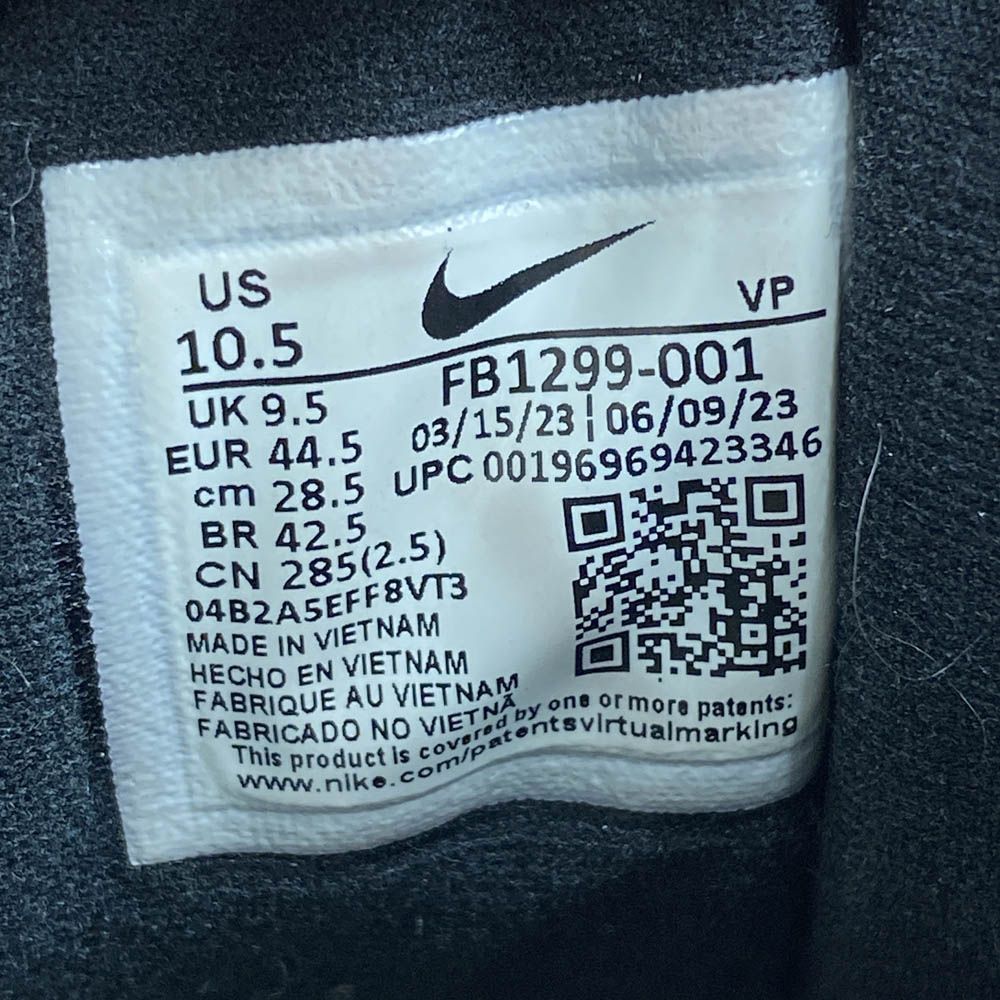 US
10.5
VP
UK 9.5
EUR 44.5
cm 28.5
BR 42.5
CN 285(2.5)
FB1299-001
03/15/23 | 06/09/23
UPC 00196969423346
04B2A5EFF8VT3
MADE IN VIETNAM
HECHO EN VIETNAM
FABRIQUE AU VIETNAM
FABRICADO NO VIETNÃ
This product is covered by one or more patents:
www.nike.com/patentsvirtualmarking